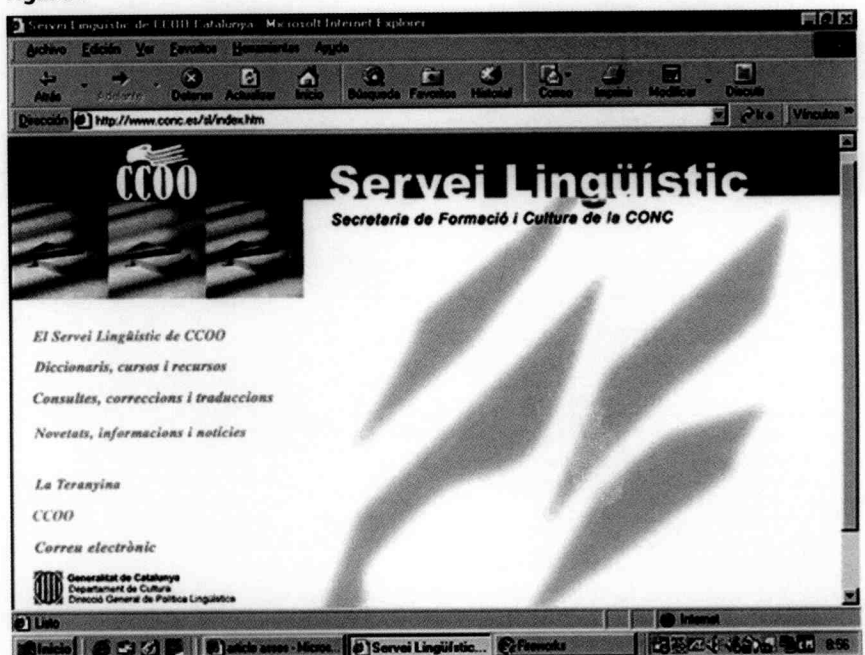 Servei Lingüístic de CCOO Catalunya - Microsoft Internet Explorer
Archivo Edición Ver Favoritos Herramientas Ayuda
Atrás Adelante Detener Actualizar Inicio Búsqueda Favoritos Historial Correo Imprimir Modificar Discutir
Dirección http://www.conc.es/sl/index.htm Ir a Vínculos »
CCOO
Servei Lingüístic
Secretaria de Formació i Cultura de la CONC
El Servei Lingüístic de CCOO
Diccionaris, cursos i recursos
Consultes, correccions i traduccions
Novetats, informacions i notícies
La Teranyina
CCOO
Correu electrònic
Generalitat de Catalunya
Departament de Cultura
Direcció General de Política Lingüística
Listo Internet
Inicio Servei Lingüístic... Fireworks 8:56